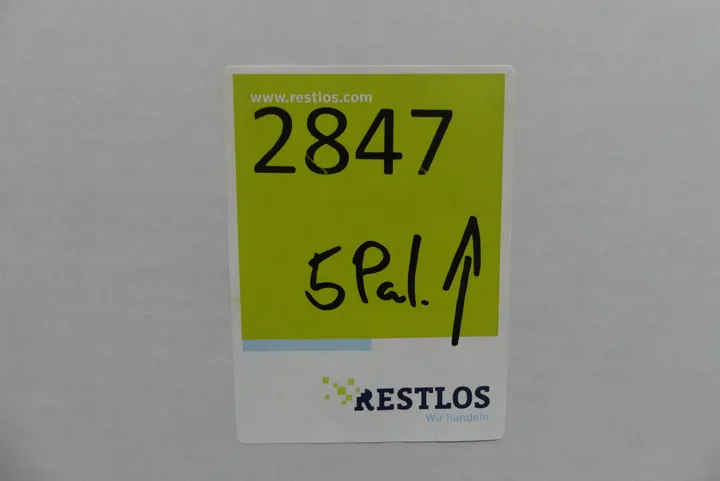 www.restlos.com
2847
5 Pal. ↑
RESTLOS
Wir handeln.